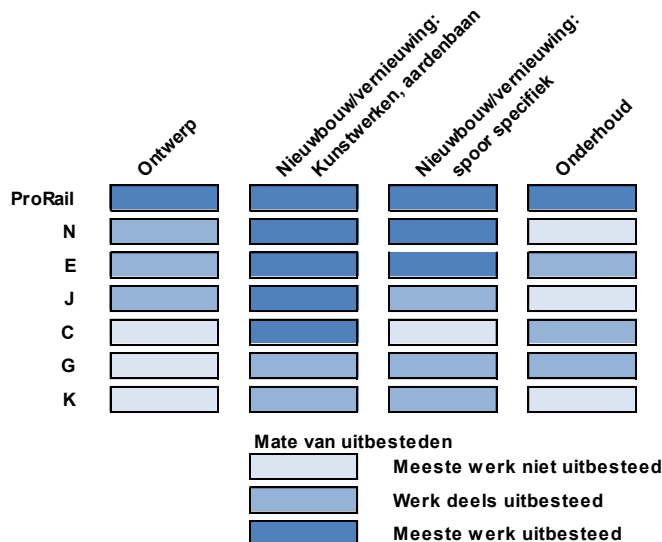 Ontwerp
Nieuwbouw/vernieuwing:
Kunstwerken, aardenbaan
Nieuwbouw/vernieuwing:
spoor specifiek
Onderhoud
ProRail
N
E
J
C
G
K
Mate van uitbesteden
Meeste werk niet uitbesteed
Werk deels uitbesteed
Meeste werk uitbesteed